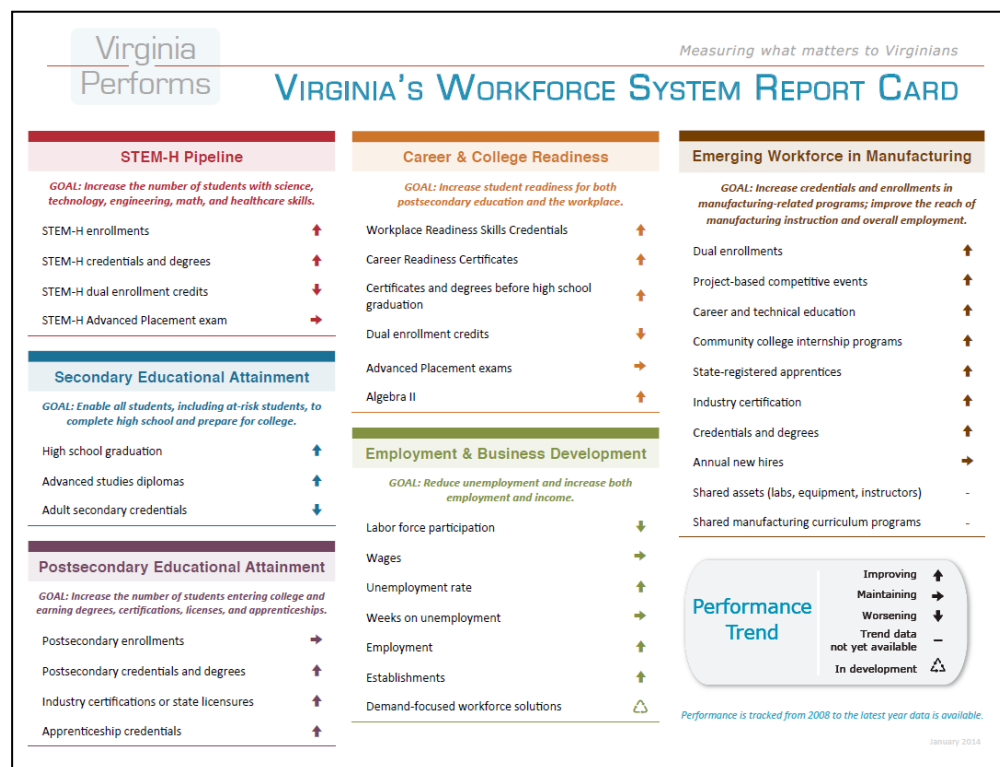 Virginia
Performs
Measuring what matters to Virginians
VIRGINIA'S WORKFORCE SYSTEM REPORT CARD
STEM-H Pipeline
GOAL: Increase the number of students with science,
technology, engineering, math, and healthcare skills.
STEM-H enrollments ↑
STEM-H credentials and degrees ↑
STEM-H dual enrollment credits ↓
STEM-H Advanced Placement exam →
Secondary Educational Attainment
GOAL: Enable all students, including at-risk students, to
complete high school and prepare for college.
High school graduation ↑
Advanced studies diplomas ↑
Adult secondary credentials ↓
Postsecondary Educational Attainment
GOAL: Increase the number of students entering college and
earning degrees, certifications, licenses, and apprenticeships.
Postsecondary enrollments →
Postsecondary credentials and degrees ↑
Industry certifications or state licensures ↑
Apprenticeship credentials ↑
Career & College Readiness
GOAL: Increase student readiness for both
postsecondary education and the workplace.
Workplace Readiness Skills Credentials ↑
Career Readiness Certificates ↑
Certificates and degrees before high school
graduation ↑
Dual enrollment credits ↓
Advanced Placement exams →
Algebra II ↑
Employment & Business Development
GOAL: Reduce unemployment and increase both
employment and income.
Labor force participation ↓
Wages →
Unemployment rate ↑
Weeks on unemployment →
Employment ↑
Establishments ↑
Demand-focused workforce solutions ♺
Emerging Workforce in Manufacturing
GOAL: Increase credentials and enrollments in
manufacturing-related programs; improve the reach of
manufacturing instruction and overall employment.
Dual enrollments ↑
Project-based competitive events ↑
Career and technical education ↑
Community college internship programs ↑
State-registered apprentices ↑
Industry certification ↑
Credentials and degrees ↑
Annual new hires →
Shared assets (labs, equipment, instructors) -
Shared manufacturing curriculum programs -
Performance
Trend
Improving ↑
Maintaining →
Worsening ↓
Trend data
not yet available –
In development ♺
Performance is tracked from 2008 to the latest year data is available.
January 2014